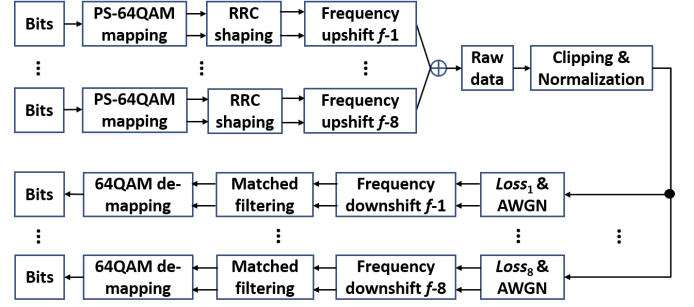 Bits
PS-64QAM
mapping
RRC
shaping
Frequency
upshift f-1
Raw
data
Clipping &
Normalization
Bits
PS-64QAM
mapping
RRC
shaping
Frequency
upshift f-8
Bits
64QAM de-
mapping
Matched
filtering
Frequency
downshift f-1
Loss₁ &
AWGN
Bits
64QAM de-
mapping
Matched
filtering
Frequency
downshift f-8
Loss₈ &
AWGN